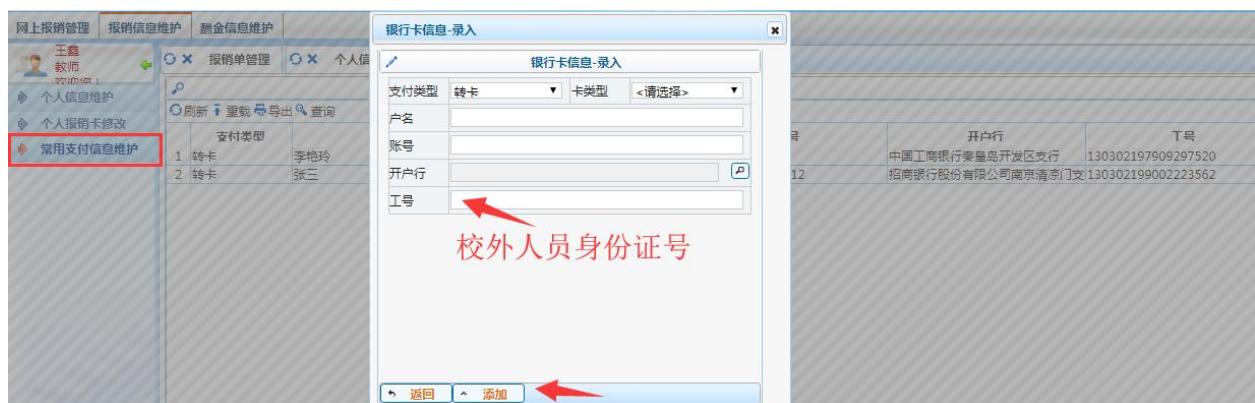 网上报销管理 报销信息维护 酬金信息维护
王鑫
教师
欢迎您！
个人信息维护
个人报销卡修改
常用支付信息维护
报销单管理 个人信
刷新 重载 导出 查询
支付类型 号 开户行 工号
1 转卡 李艳玲 中国工商银行秦皇岛开发区支行 130302197909297520
2 转卡 张三 12 招商银行股份有限公司南京清凉门支 130302199002223562
银行卡信息-录入
银行卡信息-录入
支付类型 转卡 卡类型 <请选择>
户名
账号
开户行
工号
校外人员身份证号
返回 添加